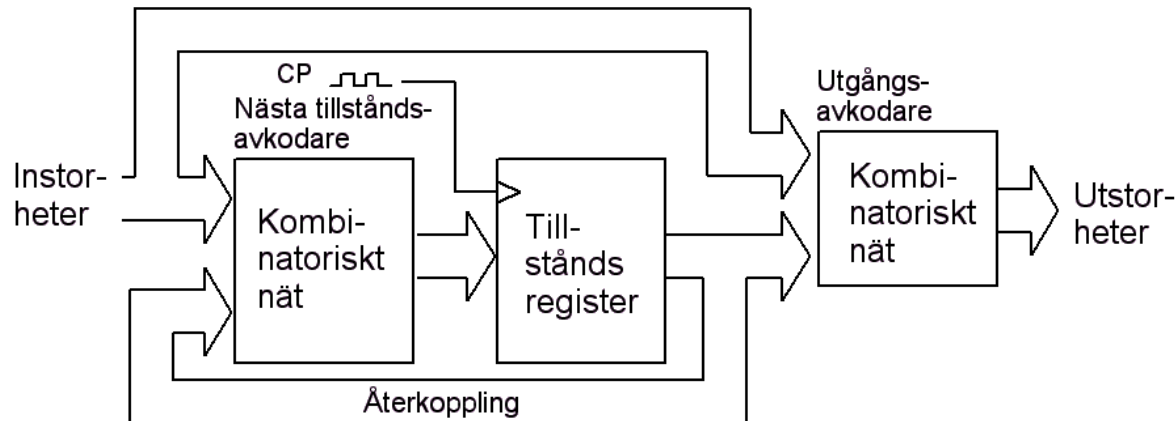 CP
Nästa tillstånds-
avkodare
Utgångs-
avkodare
Instor-
heter
Kombi-
natoriskt
nät
Till-
stånds
register
Kombi-
natoriskt
nät
Utstor-
heter
Återkoppling